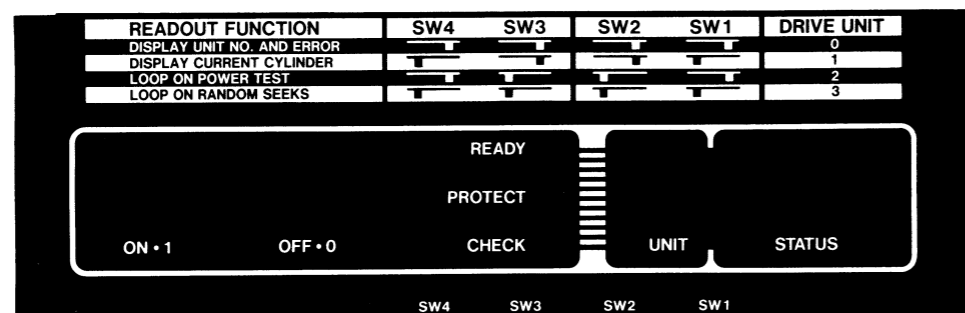 READOUT FUNCTION SW4 SW3 SW2 SW1 DRIVE UNIT
DISPLAY UNIT NO. AND ERROR 0
DISPLAY CURRENT CYLINDER 1
LOOP ON POWER TEST 2
LOOP ON RANDOM SEEKS 3
READY
PROTECT
ON • 1 OFF • 0 CHECK UNIT STATUS
SW4 SW3 SW2 SW1